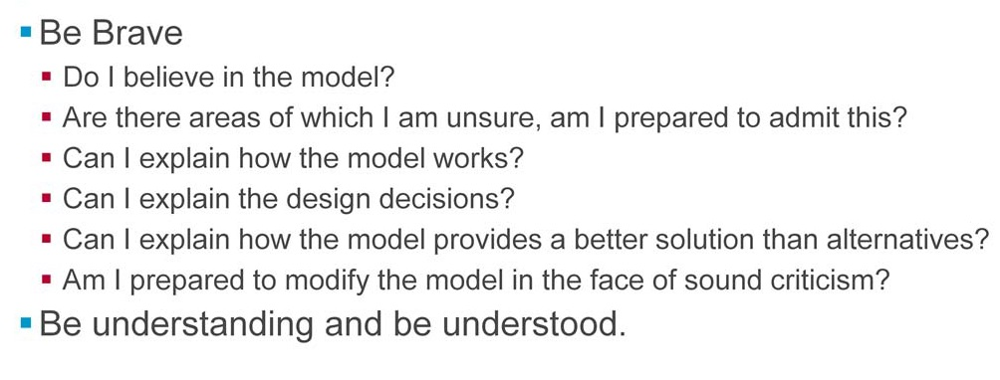 Be Brave
Do I believe in the model?
Are there areas of which I am unsure, am I prepared to admit this?
Can I explain how the model works?
Can I explain the design decisions?
Can I explain how the model provides a better solution than alternatives?
Am I prepared to modify the model in the face of sound criticism?
Be understanding and be understood.